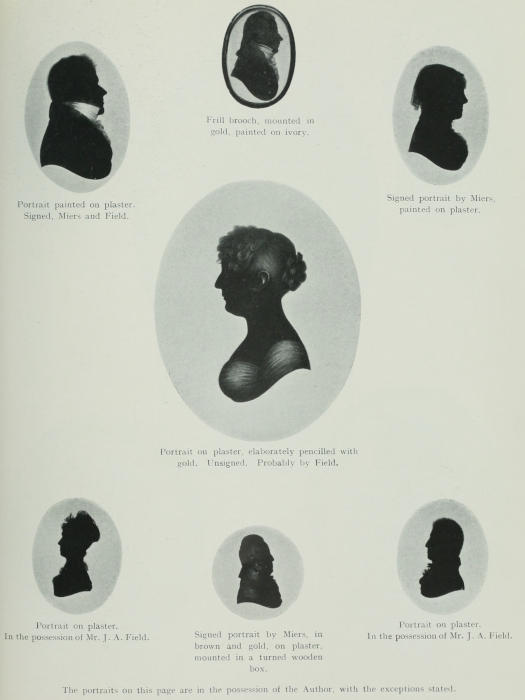 Frill brooch, mounted in
gold, painted on ivory.
Portrait painted on plaster.
Signed, Miers and Field.
Signed portrait by Miers,
painted on plaster.
Portrait on plaster, elaborately pencilled with
gold. Unsigned. Probably by Field.
Portrait on plaster.
In the possession of Mr. J. A. Field.
Signed portrait by Miers, in
brown and gold, on plaster,
mounted in a turned wooden
box.
Portrait on plaster.
In the possession of Mr. J. A. Field.
The portraits on this page are in the possession of the Author, with the exceptions stated.